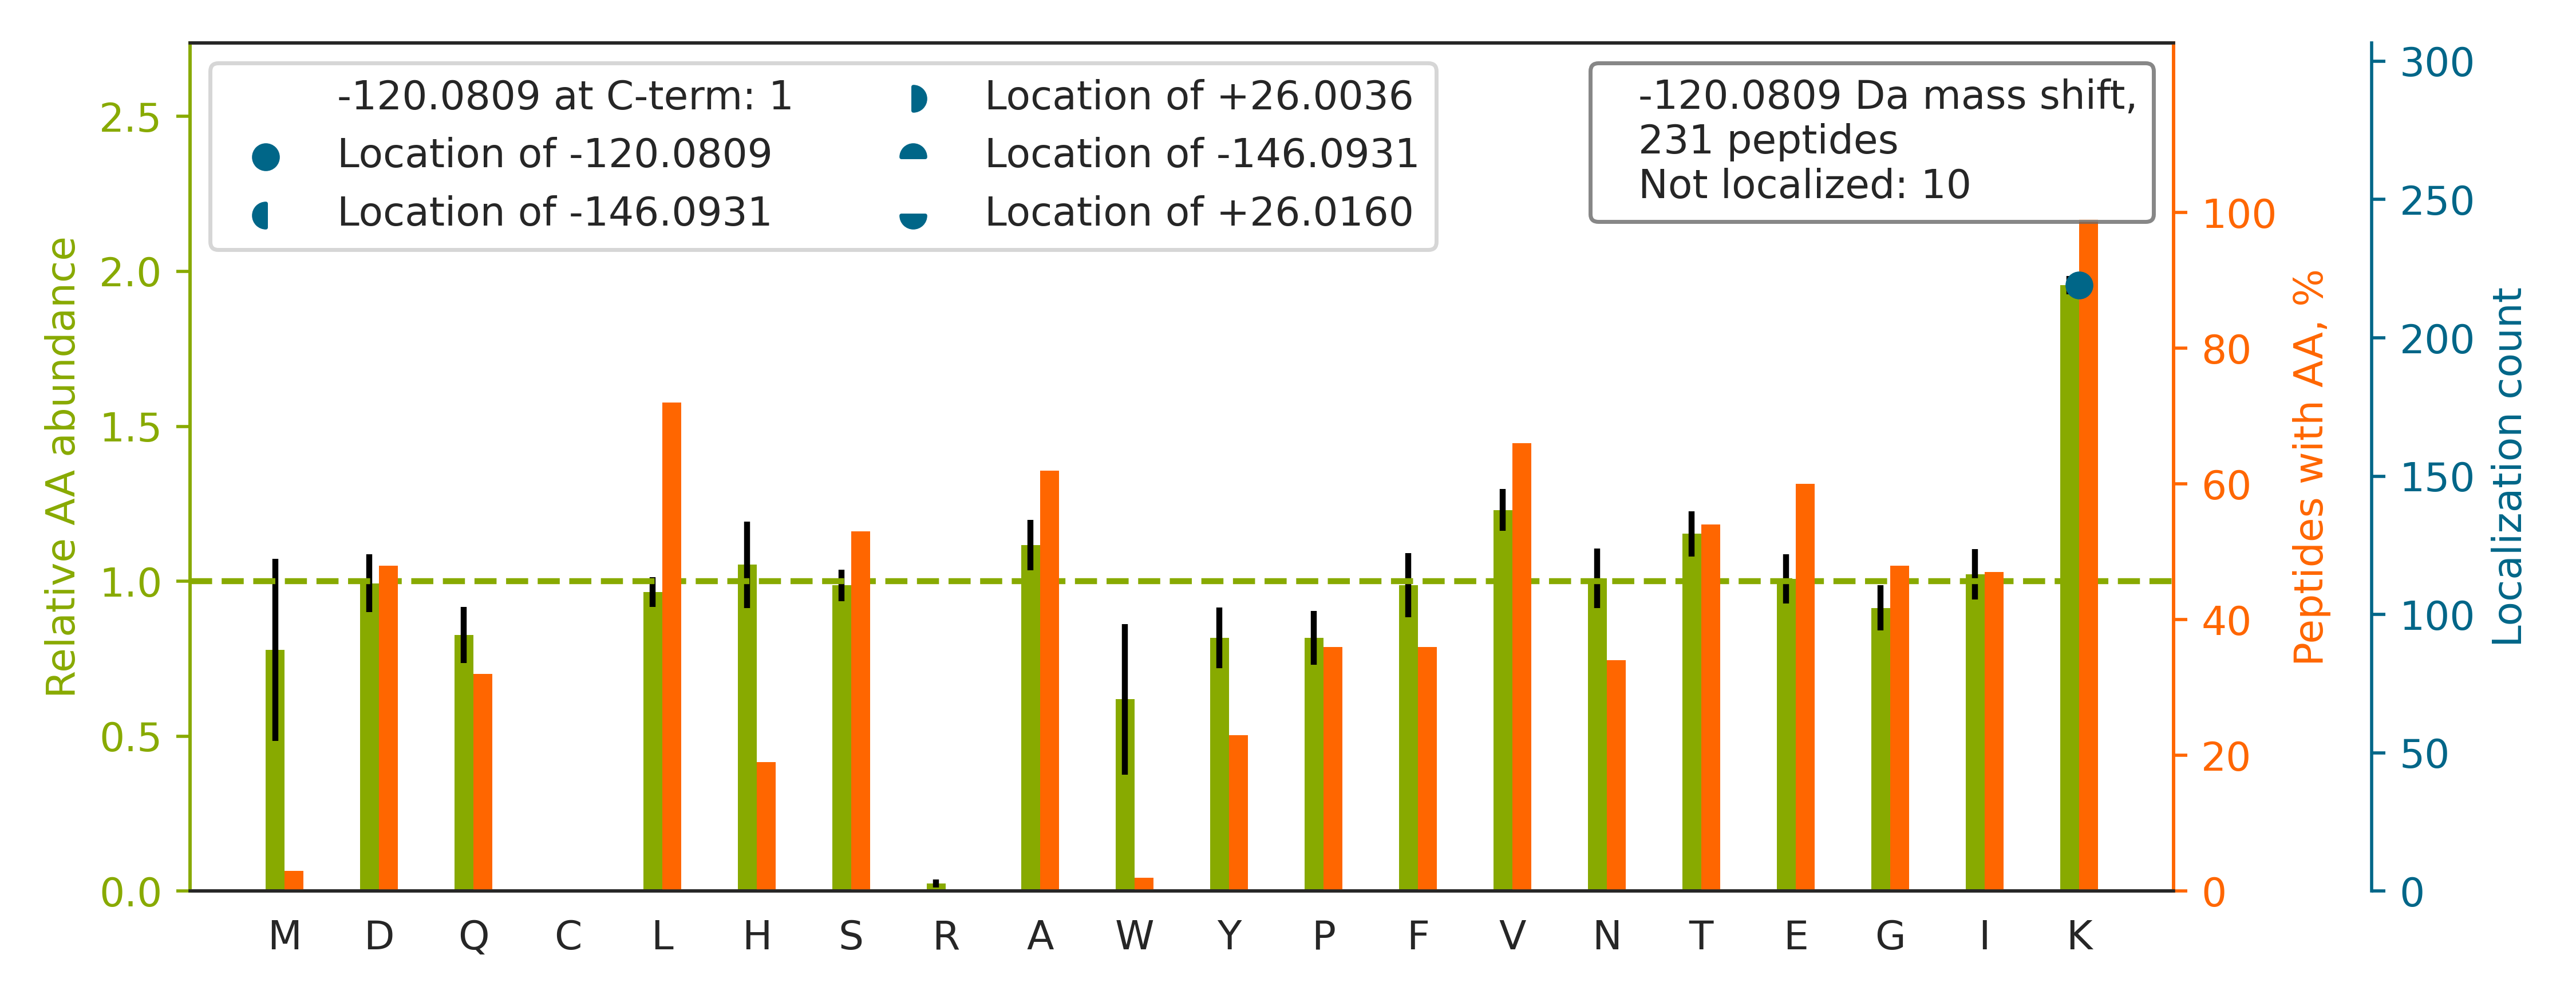 -120.0809 at C-term: 1
Location of -120.0809
Location of -146.0931
Location of +26.0036
Location of -146.0931
Location of +26.0160
-120.0809 Da mass shift,
231 peptides
Not localized: 10
Relative AA abundance
2.5
2.0
1.5
1.0
0.5
0.0
Peptides with AA, %
100
80
60
40
20
0
Localization count
300
250
200
150
100
50
0
M D Q C L H S R A W Y P F V N T E G I K